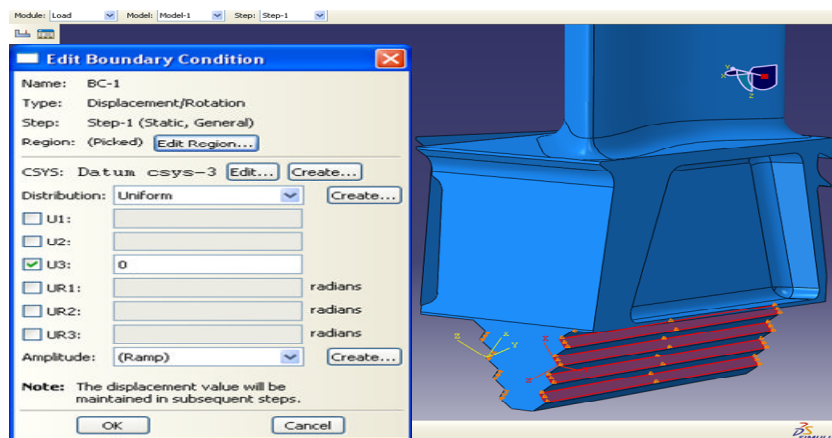 Module: Load Model: Model-1 Step: Step-1
Edit Boundary Condition
Name: BC-1
Type: Displacement/Rotation
Step: Step-1 (Static, General)
Region: (Picked) Edit Region...
CSYS: Datum csys-3 Edit... Create...
Distribution: Uniform Create...
U1:
U2:
U3: 0
UR1: radians
UR2: radians
UR3: radians
Amplitude: (Ramp) Create...
Note: The displacement value will be
maintained in subsequent steps.
OK Cancel
Y
X
Z
Z
X
Y